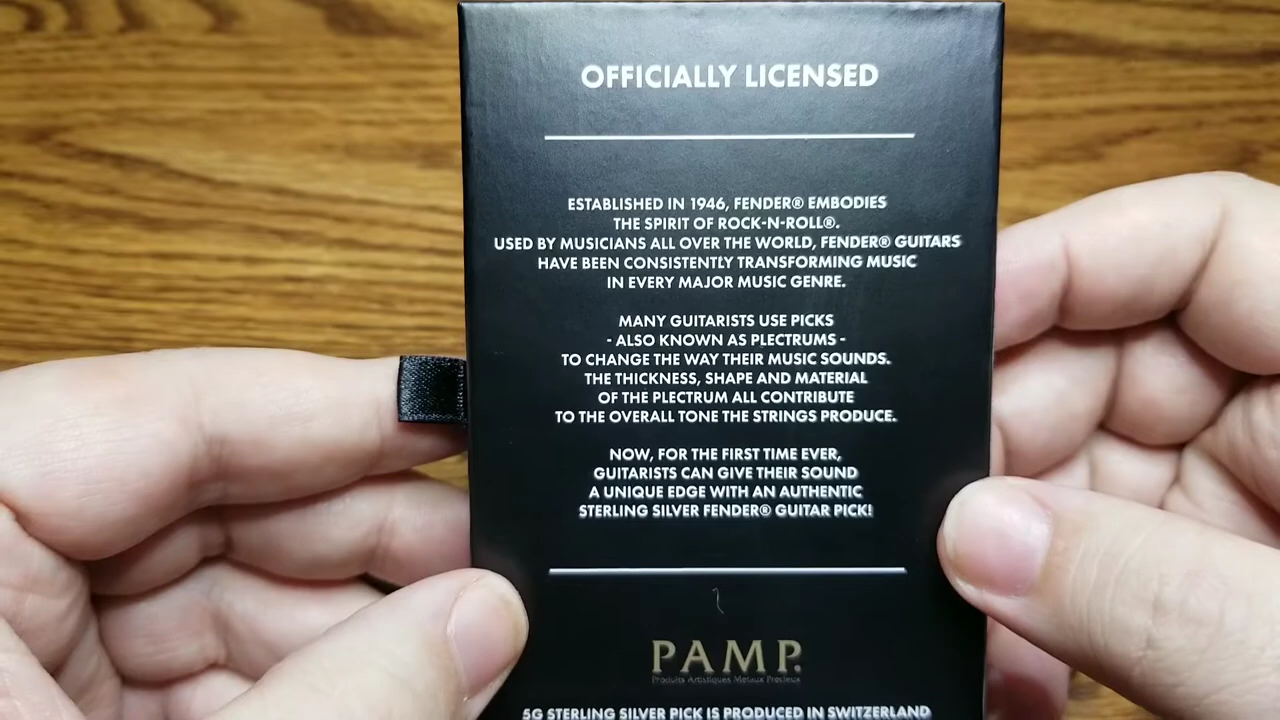 OFFICIALLY LICENSED
ESTABLISHED IN 1946, FENDER® EMBODIES
THE SPIRIT OF ROCK-N-ROLL®.
USED BY MUSICIANS ALL OVER THE WORLD, FENDER® GUITARS
HAVE BEEN CONSISTENTLY TRANSFORMING MUSIC
IN EVERY MAJOR MUSIC GENRE.
MANY GUITARISTS USE PICKS
- ALSO KNOWN AS PLECTRUMS -
TO CHANGE THE WAY THEIR MUSIC SOUNDS.
THE THICKNESS, SHAPE AND MATERIAL
OF THE PLECTRUM ALL CONTRIBUTE
TO THE OVERALL TONE THE STRINGS PRODUCE.
NOW, FOR THE FIRST TIME EVER,
GUITARISTS CAN GIVE THEIR SOUND
A UNIQUE EDGE WITH AN AUTHENTIC
STERLING SILVER FENDER® GUITAR PICK!
PAMP.
Produits Artistiques Métaux Précieux
5G STERLING SILVER PICK IS PRODUCED IN SWITZERLAND